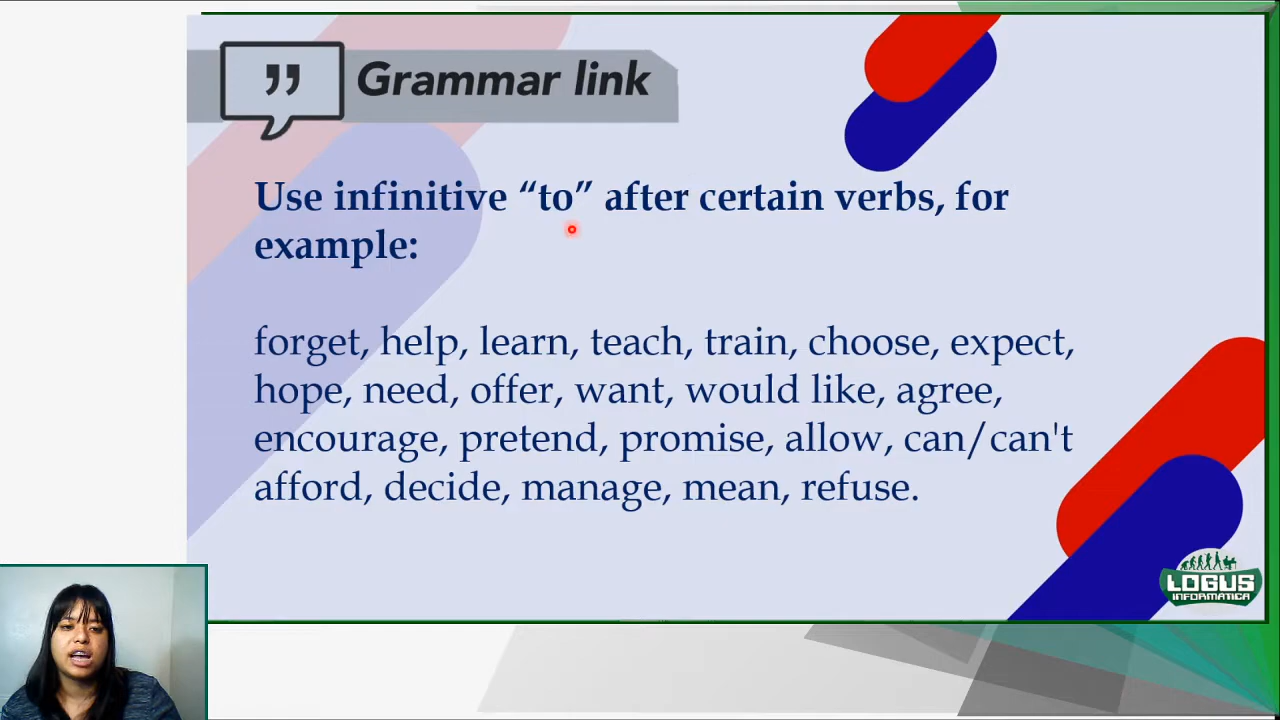 Grammar link
Use infinitive “to” after certain verbs, for
example:
forget, help, learn, teach, train, choose, expect,
hope, need, offer, want, would like, agree,
encourage, pretend, promise, allow, can/can't
afford, decide, manage, mean, refuse.
LOGUS
INFORMATICA